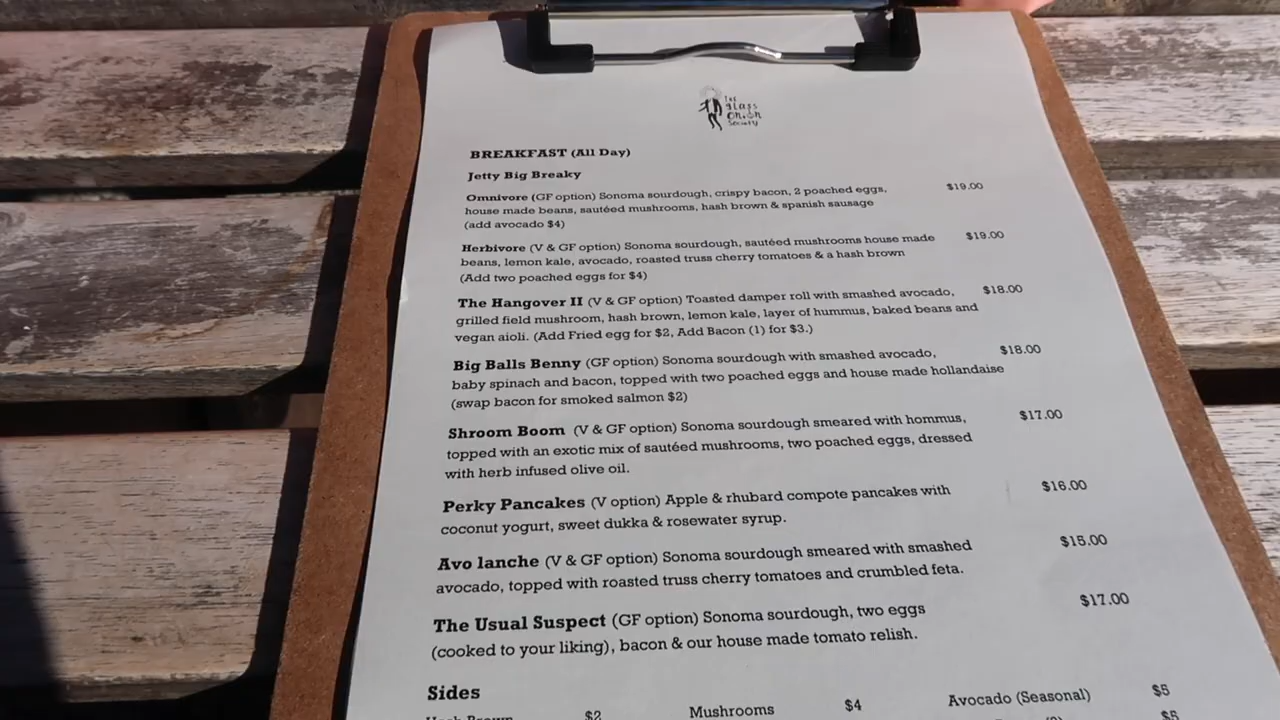 the
glass
onion
society
BREAKFAST (All Day)
Jetty Big Breaky
Omnivore (GF option) Sonoma sourdough, crispy bacon, 2 poached eggs, $19.00
house made beans, sautéed mushrooms, hash brown & spanish sausage
(add avocado $4)
Herbivore (V & GF option) Sonoma sourdough, sautéed mushrooms house made $19.00
beans, lemon kale, avocado, roasted truss cherry tomatoes & a hash brown
(Add two poached eggs for $4)
The Hangover II (V & GF option) Toasted damper roll with smashed avocado, $18.00
grilled field mushroom, hash brown, lemon kale, layer of hummus, baked beans and
vegan aioli. (Add Fried egg for $2, Add Bacon (1) for $3.)
Big Balls Benny (GF option) Sonoma sourdough with smashed avocado, $18.00
baby spinach and bacon, topped with two poached eggs and house made hollandaise
(swap bacon for smoked salmon $2)
Shroom Boom (V & GF option) Sonoma sourdough smeared with hommus, $17.00
topped with an exotic mix of sautéed mushrooms, two poached eggs, dressed
with herb infused olive oil.
Perky Pancakes (V option) Apple & rhubard compote pancakes with $16.00
coconut yogurt, sweet dukka & rosewater syrup.
Avo lanche (V & GF option) Sonoma sourdough smeared with smashed $15.00
avocado, topped with roasted truss cherry tomatoes and crumbled feta.
The Usual Suspect (GF option) Sonoma sourdough, two eggs $17.00
(cooked to your liking), bacon & our house made tomato relish.
Sides
Hash Brown $2 Mushrooms $4 Avocado (Seasonal) $5
$5